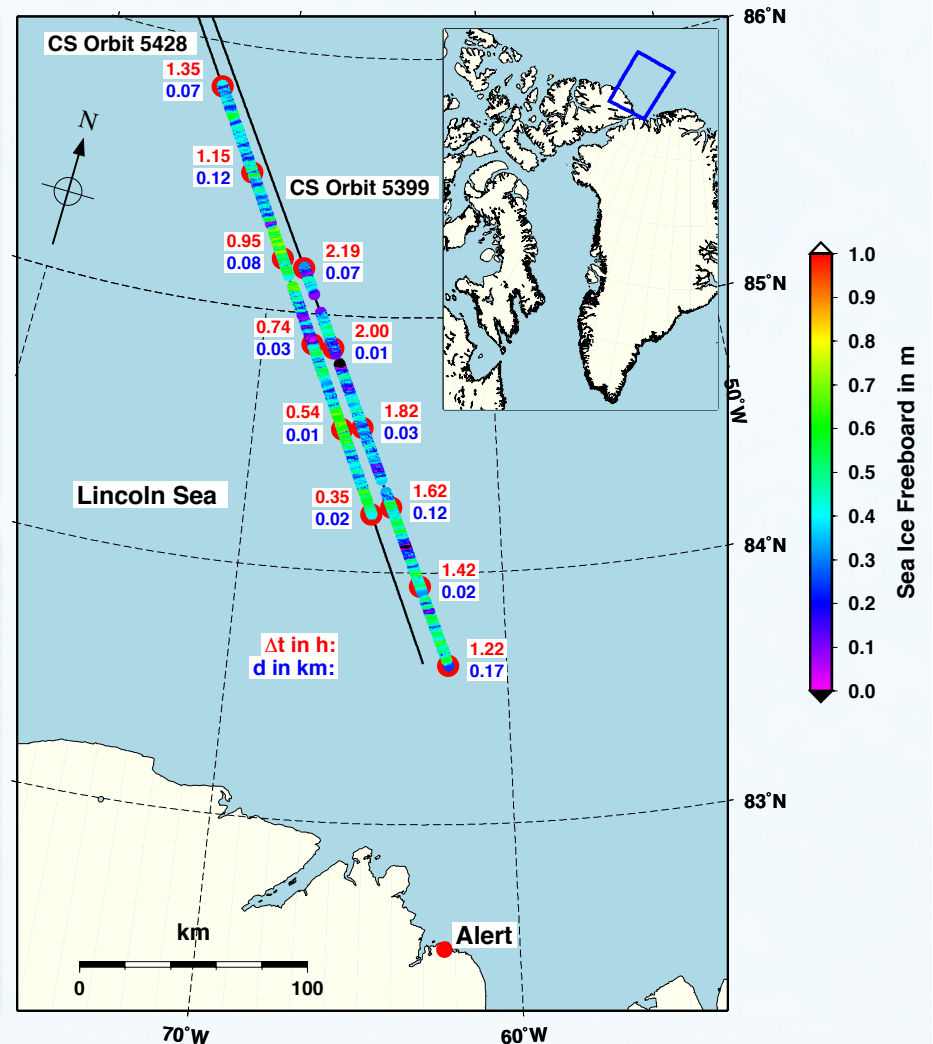 86°N
CS Orbit 5428
1.35
0.07
N
1.15
0.12
CS Orbit 5399
0.95
0.08
2.19
0.07
85°N
1.0
0.9
0.8
0.7
0.6
0.5
0.4
0.3
0.2
0.1
0.0
Sea Ice Freeboard in m
0.74
0.03
2.00
0.01
50°W
0.54
0.01
1.82
0.03
Lincoln Sea
0.35
0.02
1.62
0.12
84°N
1.42
0.02
Δt in h:
d in km:
1.22
0.17
83°N
km
0
100
Alert
70°W
60°W